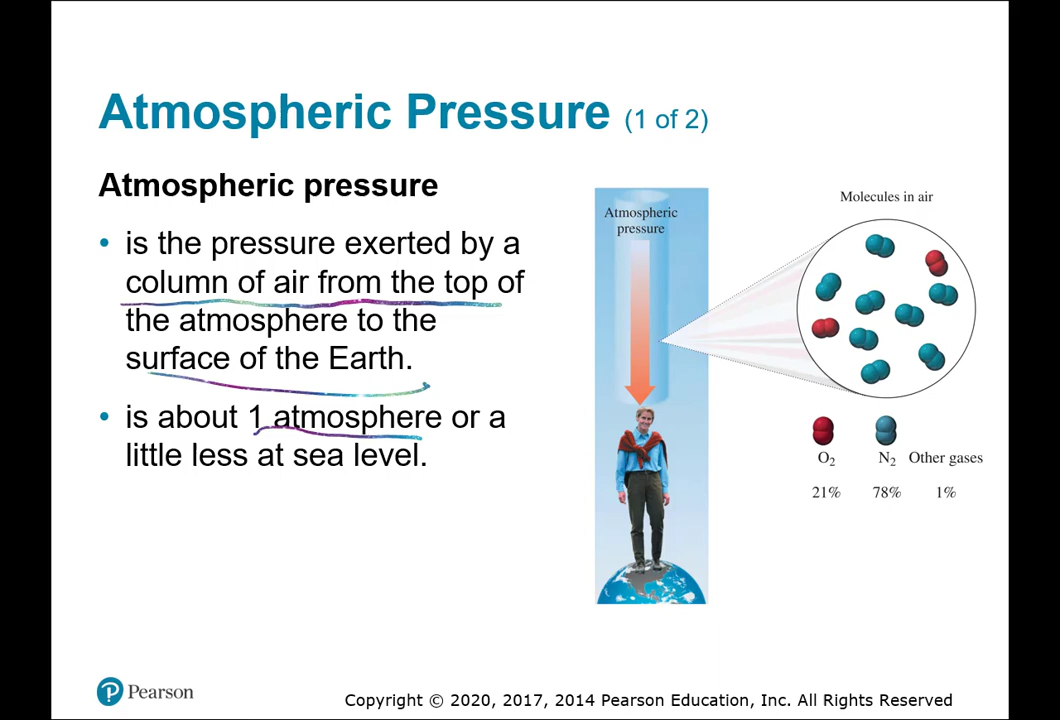 Atmospheric Pressure (1 of 2)
Atmospheric pressure
• is the pressure exerted by a
column of air from the top of
the atmosphere to the
surface of the Earth.
• is about 1 atmosphere or a
little less at sea level.
Atmospheric
pressure
Molecules in air
O₂ N₂ Other gases
21% 78% 1%
Pearson
Copyright © 2020, 2017, 2014 Pearson Education, Inc. All Rights Reserved